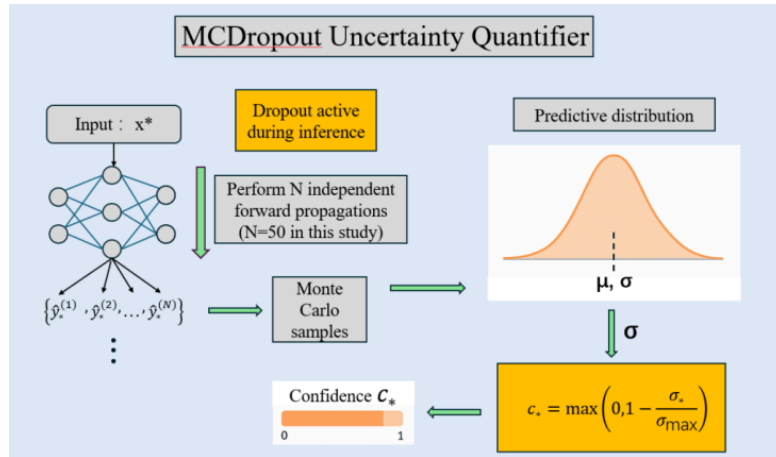 MCDropout Uncertainty Quantifier
Input： x*
Dropout active
during inference
Predictive distribution
Perform N independent
forward propagations
(N=50 in this study)
{ŷ∗⁽¹⁾, ŷ∗⁽²⁾, ..., ŷ∗⁽ᴺ⁾}
Monte
Carlo
samples
μ, σ
σ
Confidence c∗
0 1
c∗ = max(0,1 − σ∗/σmax)